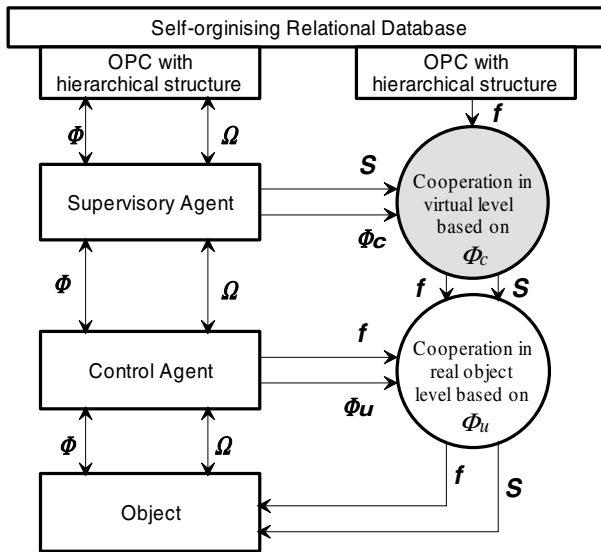 Self-orginising Relational Database
OPC with
hierarchical structure
OPC with
hierarchical structure
Φ
Ω
f
Supervisory Agent
S
Φc
Cooperation in
virtual level
based on
Φc
Φ
Ω
f
S
Control Agent
f
Φu
Cooperation in
real object
level based on
Φu
Φ
Ω
f
S
Object